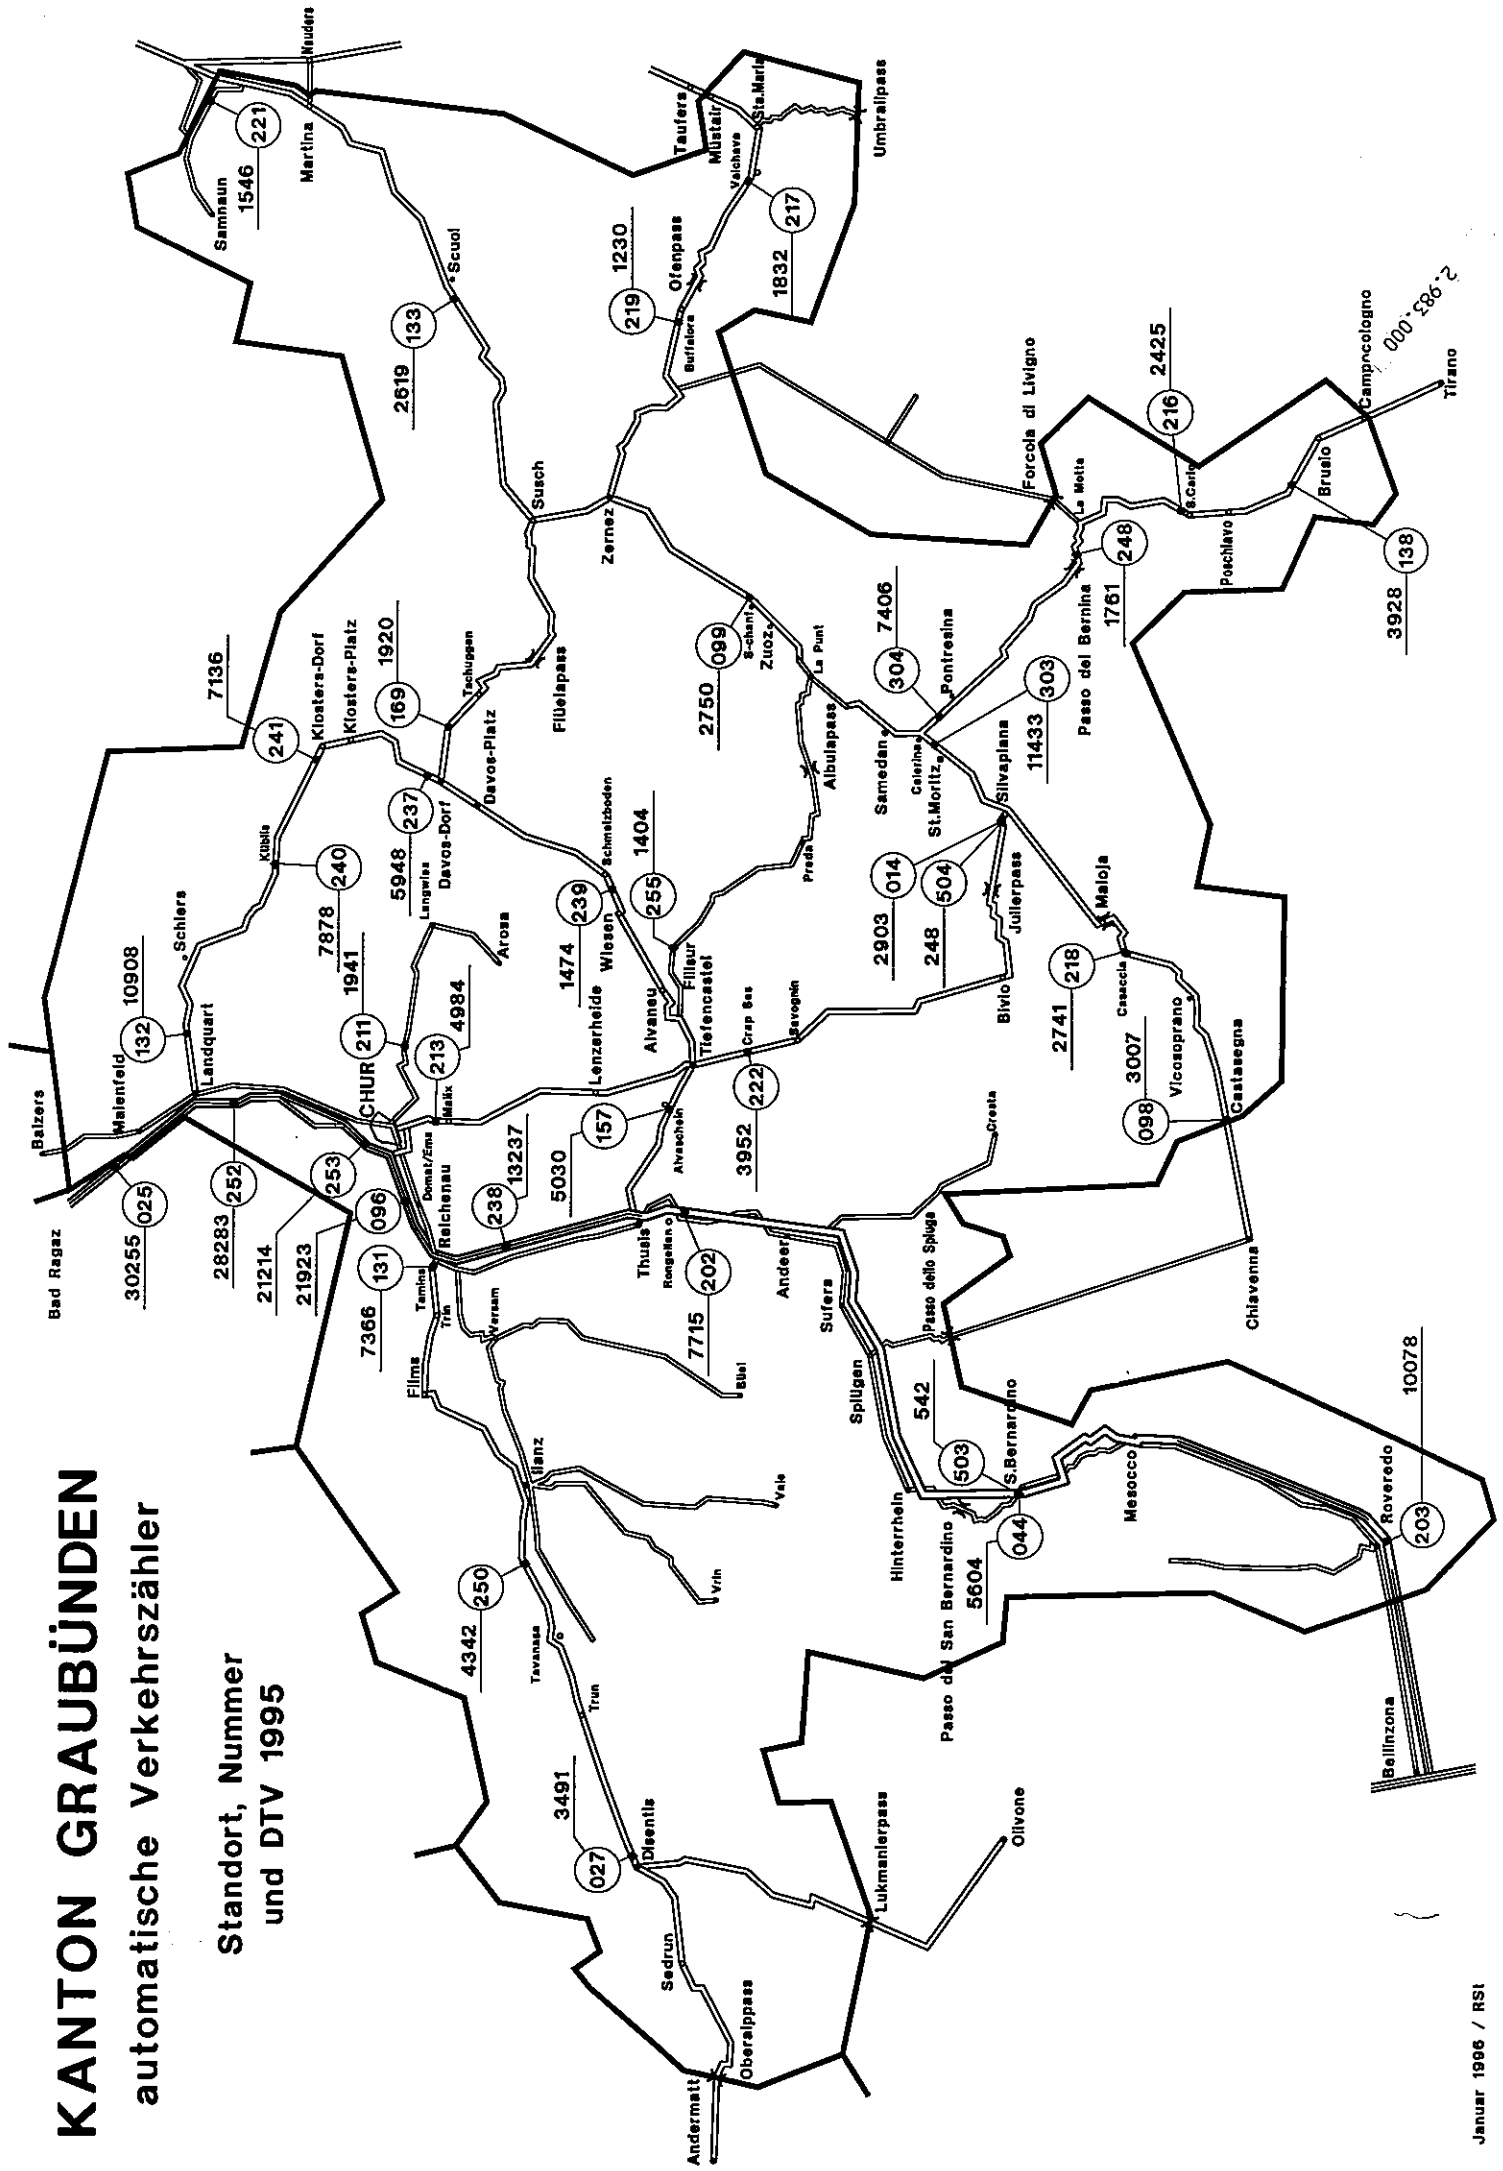 KANTON GRAUBÜNDEN
automatische Verkehrszähler
Standort, Nummer
und DTV 1995
Bad Ragaz
Balzers
Maienfeld
Landquart
30255 025
28283 252
21214 253
21923 096
132 10908
Schiers
Küblis
240 7878
241 7136
Klosters-Dorf
Klosters-Platz
237 5948
Davos-Dorf
Davos-Platz
169 1920
Tschuggen
Flüelapass
Susch
2619 133
Scuol
Martina
Nauders
1546 221
Samnaun
CHUR
211 1941
Langwies
Arosa
213 4984
Malix
Domat/Ems
Reichenau
7366 131
Tamins
Trin
Flims
Versam
Ilanz
Büel
Vals
Vrin
4342 250
Tavanasa
Trun
3491
027
Disentis
Sedrun
Oberalppass
Andermatt
Lukmanierpass
Olivone
238 13237
5030 157
Alvaschein
Thusis
Rongellen
7715 202
Andeer
Sufers
Splügen
Passo dello Spluga
Cresta
Chiavenna
Hinterrhein
Passo del San Bernardino
542 503
S.Bernardino
5604 044
Mesocco
Roveredo
203 10078
Bellinzona
Lenzerheide
Alvaneu
Tiefencastel
3952 222
Crap Ses
Savognin
Bivio
Julierpass
1474 239
Wiesen
Schmelzboden
255 1404
Filisur
Preda
Albulapass
La Punt
Zuoz
S-chanf
2750 099
Zernez
219 1230
Buffalora
Ofenpass
1832 217
Valchava
Sta.Maria
Müstair
Taufers
Umbrailpass
Samedan
Celerina
St.Moritz
304 7406
Pontresina
11433 303
Silvaplana
2903 014
248 504
Maloja
2741 218
Casaccia
Vicosoprano
3007
098
Castasegna
Passo del Bernina
1761 248
La Motta
Forcola di Livigno
216 2425
S.Carlo
Poschiavo
Brusio
3928 138
Campocologno
Tirano
2.983.000
Januar 1996 / RSt